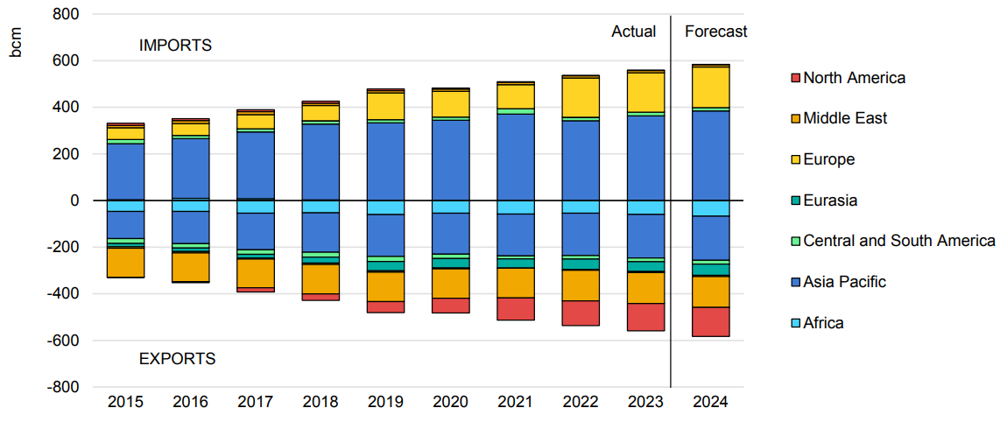 800
600
400
200
0
-200
-400
-600
-800
bcm
IMPORTS
EXPORTS
Actual
Forecast
2015 2016 2017 2018 2019 2020 2021 2022 2023 2024
North America
Middle East
Europe
Eurasia
Central and South America
Asia Pacific
Africa